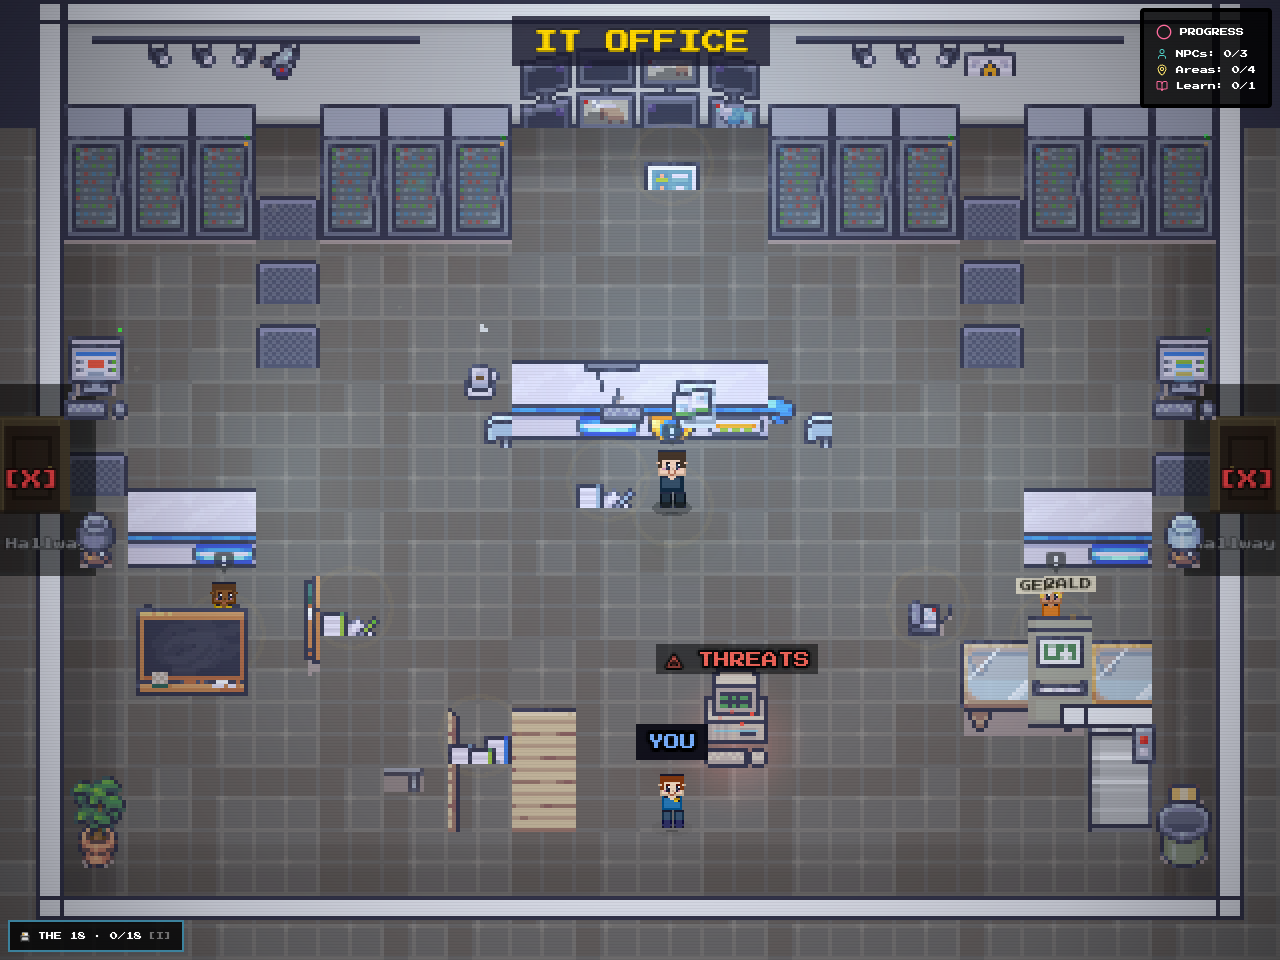 IT OFFICE
PROGRESS
NPCs: 0/3
Areas: 0/4
Learn: 0/1
[X]
[X]
Hallwa
allway
GERALD
THREATS
YOU
THE 18 · 0/18 [I]